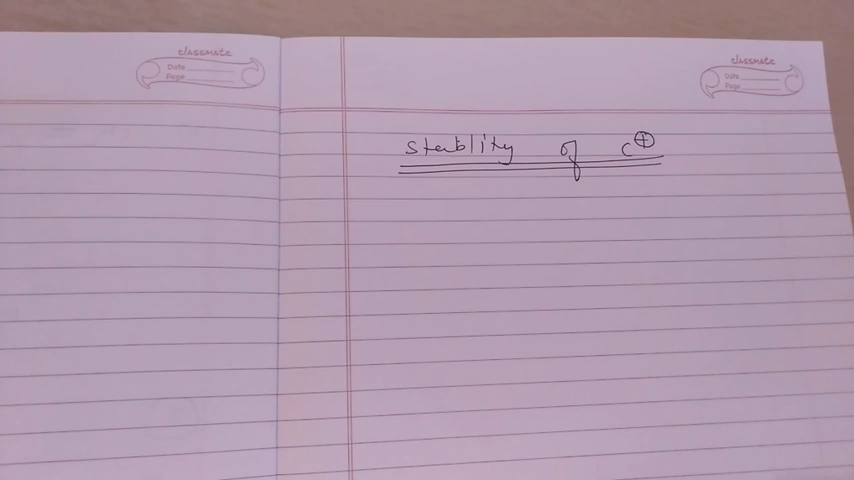 classmate
Date
Page
classmate
Date
Page
Stablity of C⊕